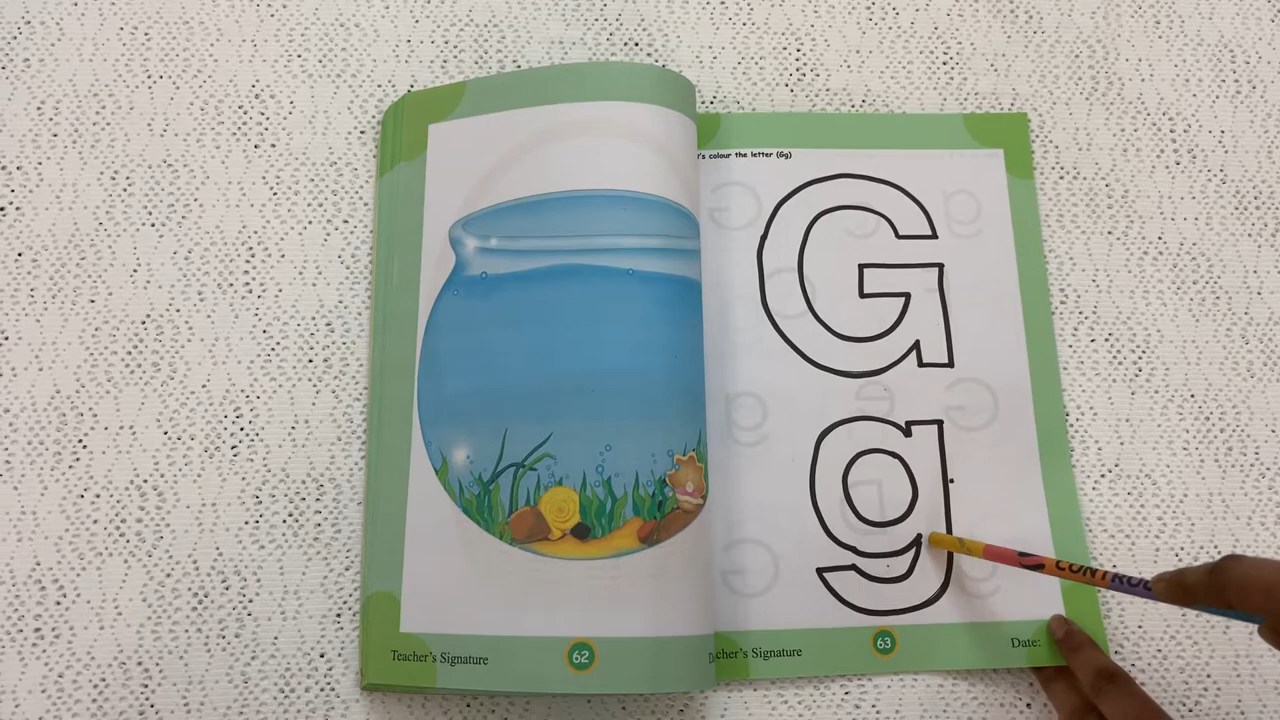 Teacher's Signature
62
r's colour the letter (Gg)
G
g
CONTRO
cher's Signature
63
Date: